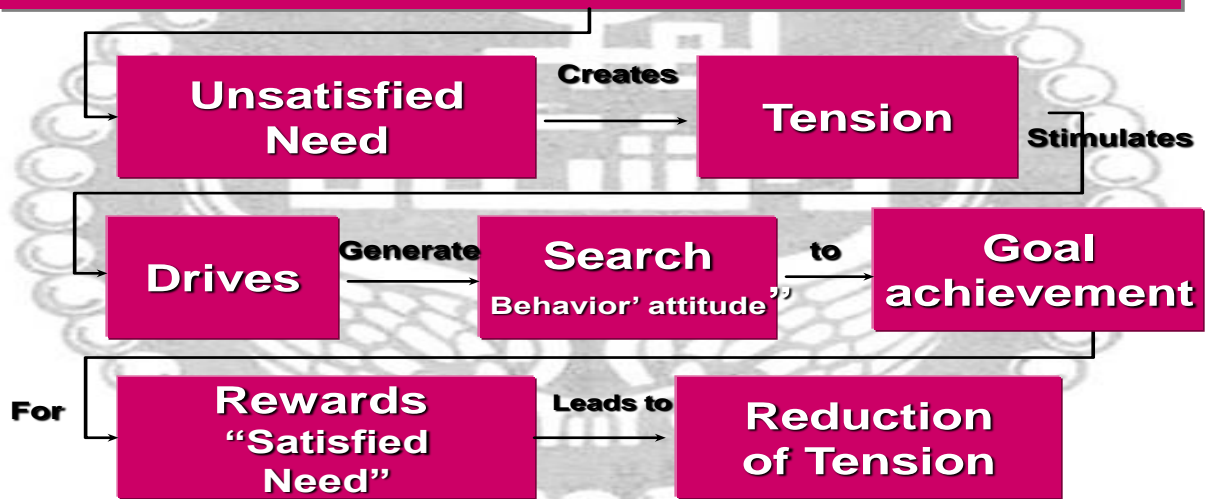 Unsatisfied
Need
Creates
Tension
Stimulates
Drives
Generate
Search
Behavior’ attitude”
to
Goal
achievement
For
Rewards
“Satisfied
Need”
Leads to
Reduction
of Tension